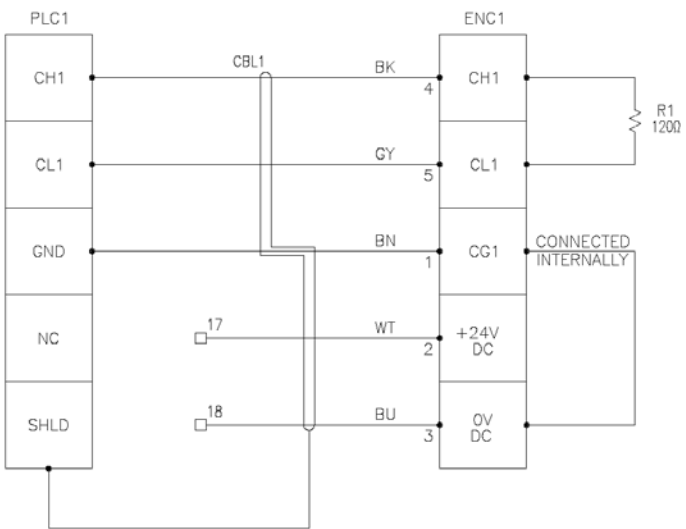 PLC1
ENC1
CBL1
CH1
BK
4
CH1
R1
120Ω
CL1
GY
5
CL1
GND
BN
1
CG1
CONNECTED
INTERNALLY
NC
17
WT
2
+24V
DC
SHLD
18
BU
3
0V
DC